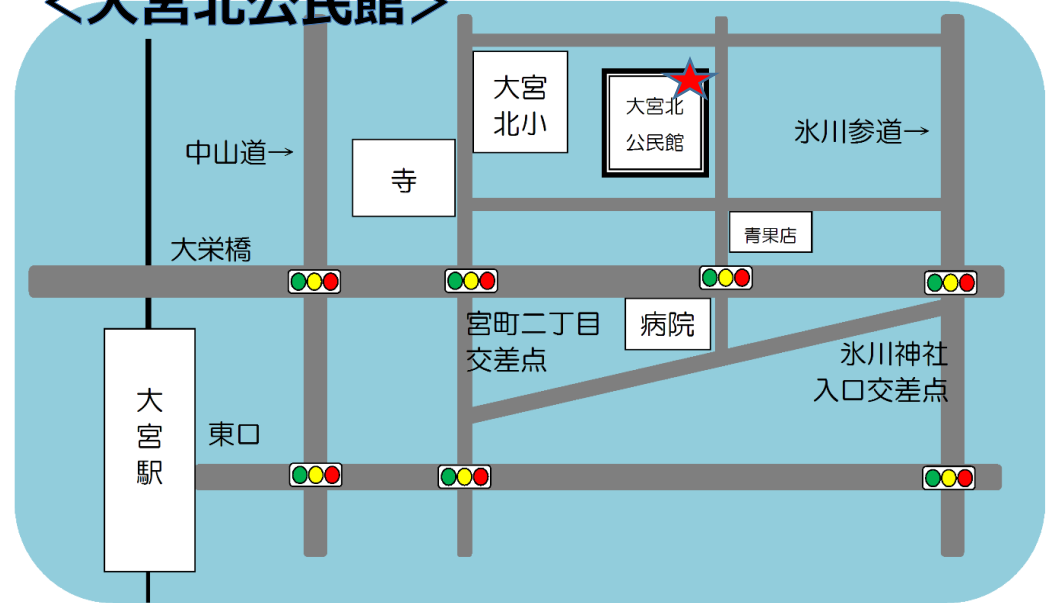 ＜大宮北公民館＞
大宮
北小
大宮北
公民館
氷川参道→
中山道→
寺
青果店
大栄橋
宮町二丁目
交差点
病院
氷川神社
入口交差点
大宮駅
東口